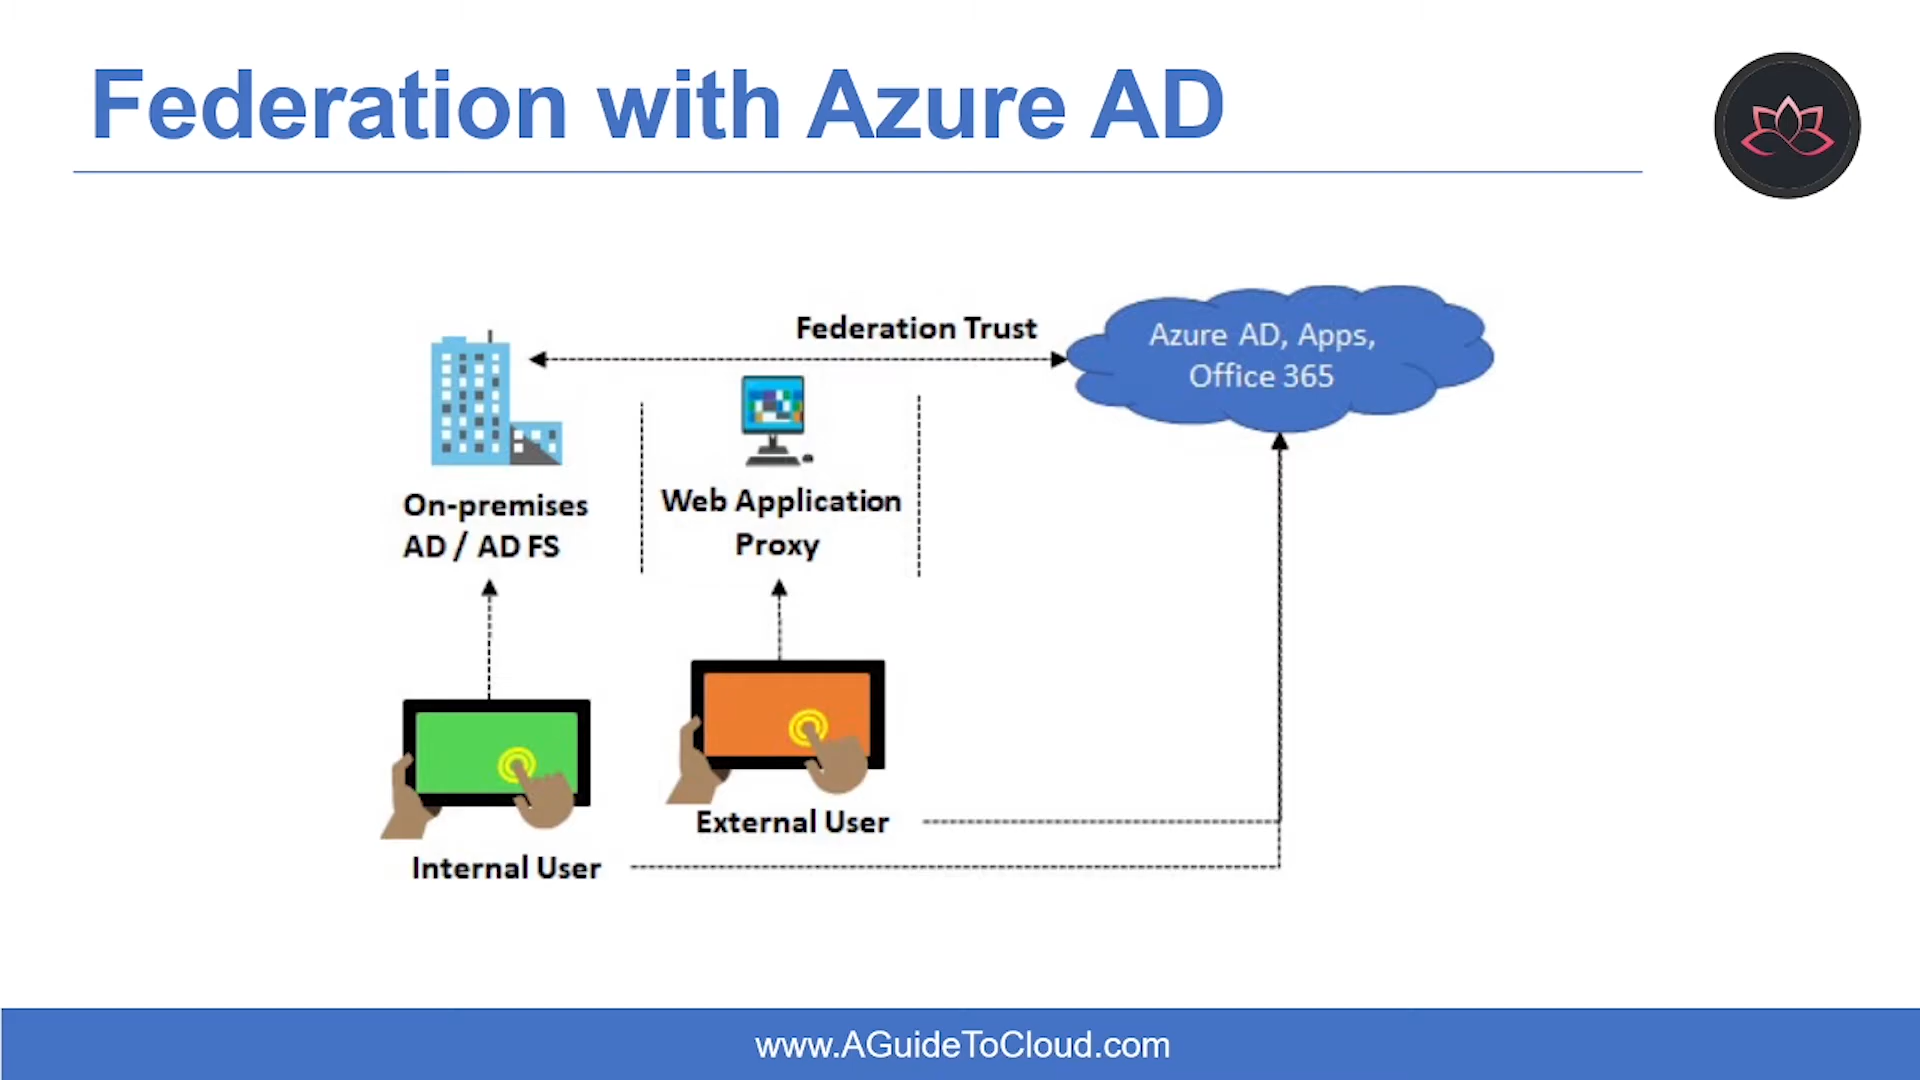 Federation with Azure AD
Federation Trust
Azure AD, Apps,
Office 365
On-premises
AD / AD FS
Web Application
Proxy
External User
Internal User
www.AGuideToCloud.com